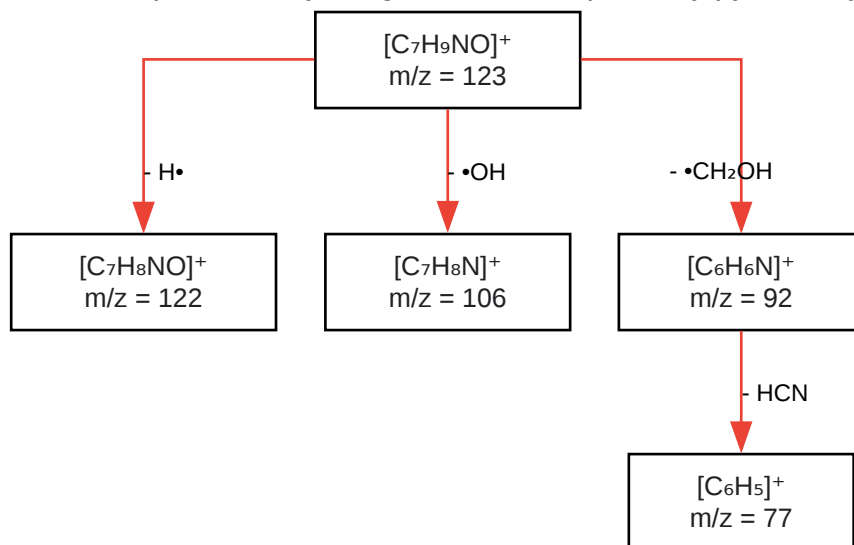 [C₇H₉NO]⁺
m/z = 123
- H•
- •OH
- •CH₂OH
[C₇H₈NO]⁺
m/z = 122
[C₇H₈N]⁺
m/z = 106
[C₆H₆N]⁺
m/z = 92
- HCN
[C₆H₅]⁺
m/z = 77